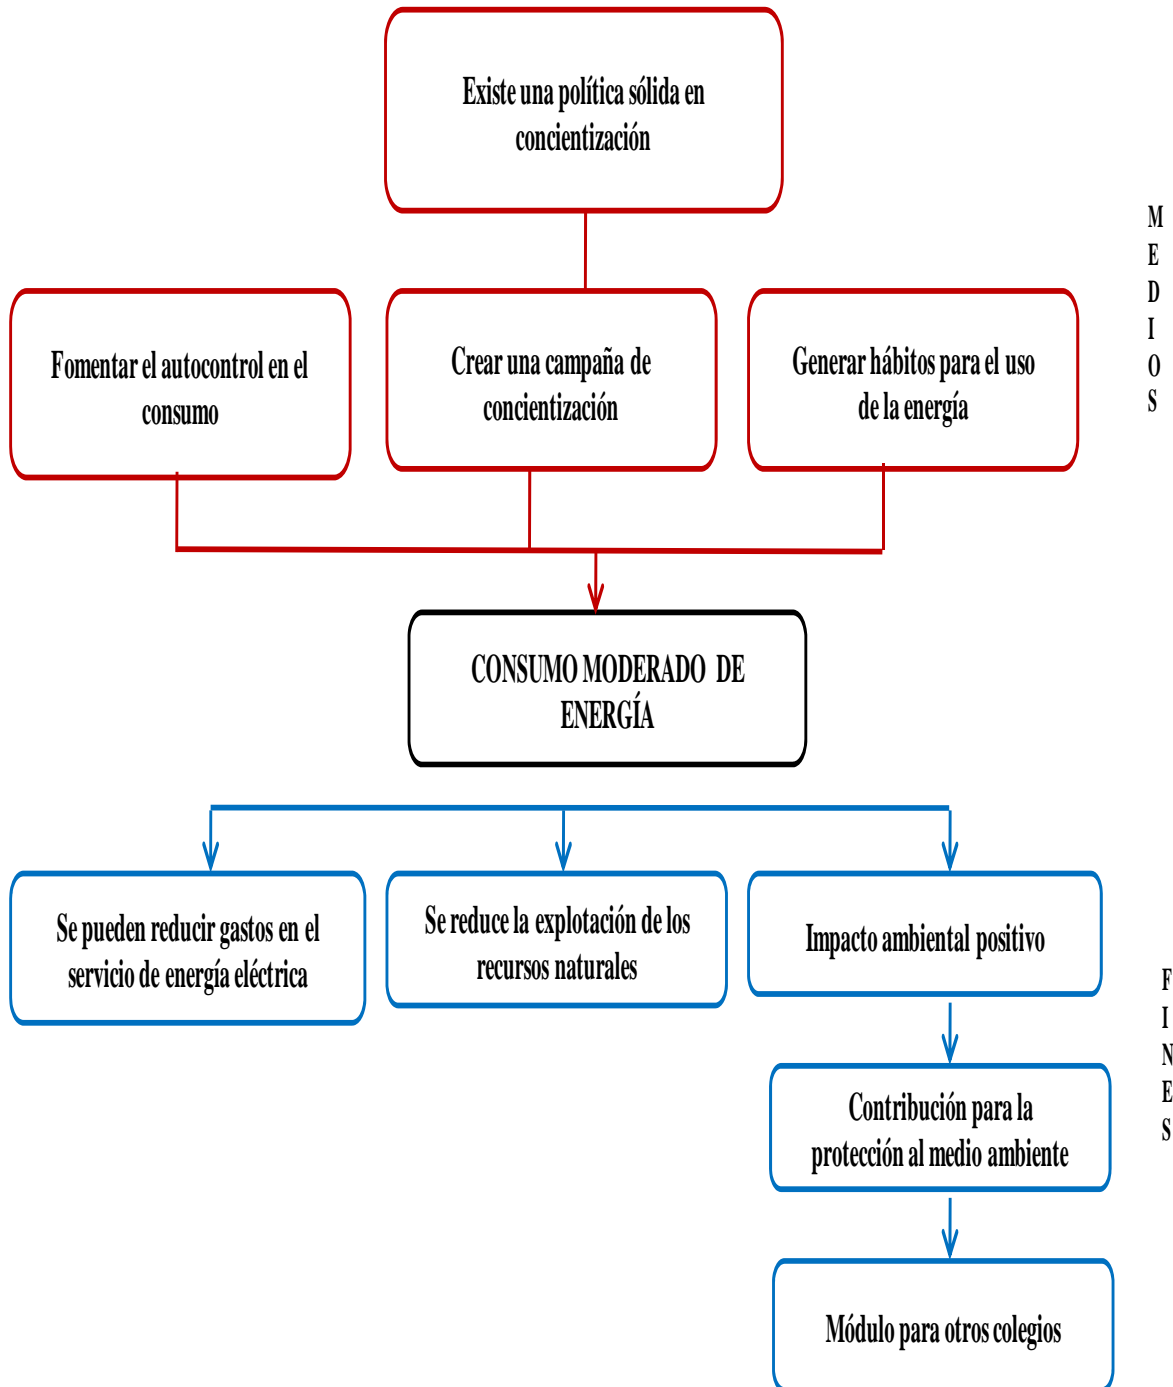 Existe una política sólida en
concientización
M
E
D
I
O
S
Fomentar el autocontrol en el
consumo
Crear una campaña de
concientización
Generar hábitos para el uso
de la energía
CONSUMO MODERADO DE
ENERGÍA
Se pueden reducir gastos en el
servicio de energía eléctrica
Se reduce la explotación de los
recursos naturales
Impacto ambiental positivo
F
I
N
E
S
Contribución para la
protección al medio ambiente
Módulo para otros colegios